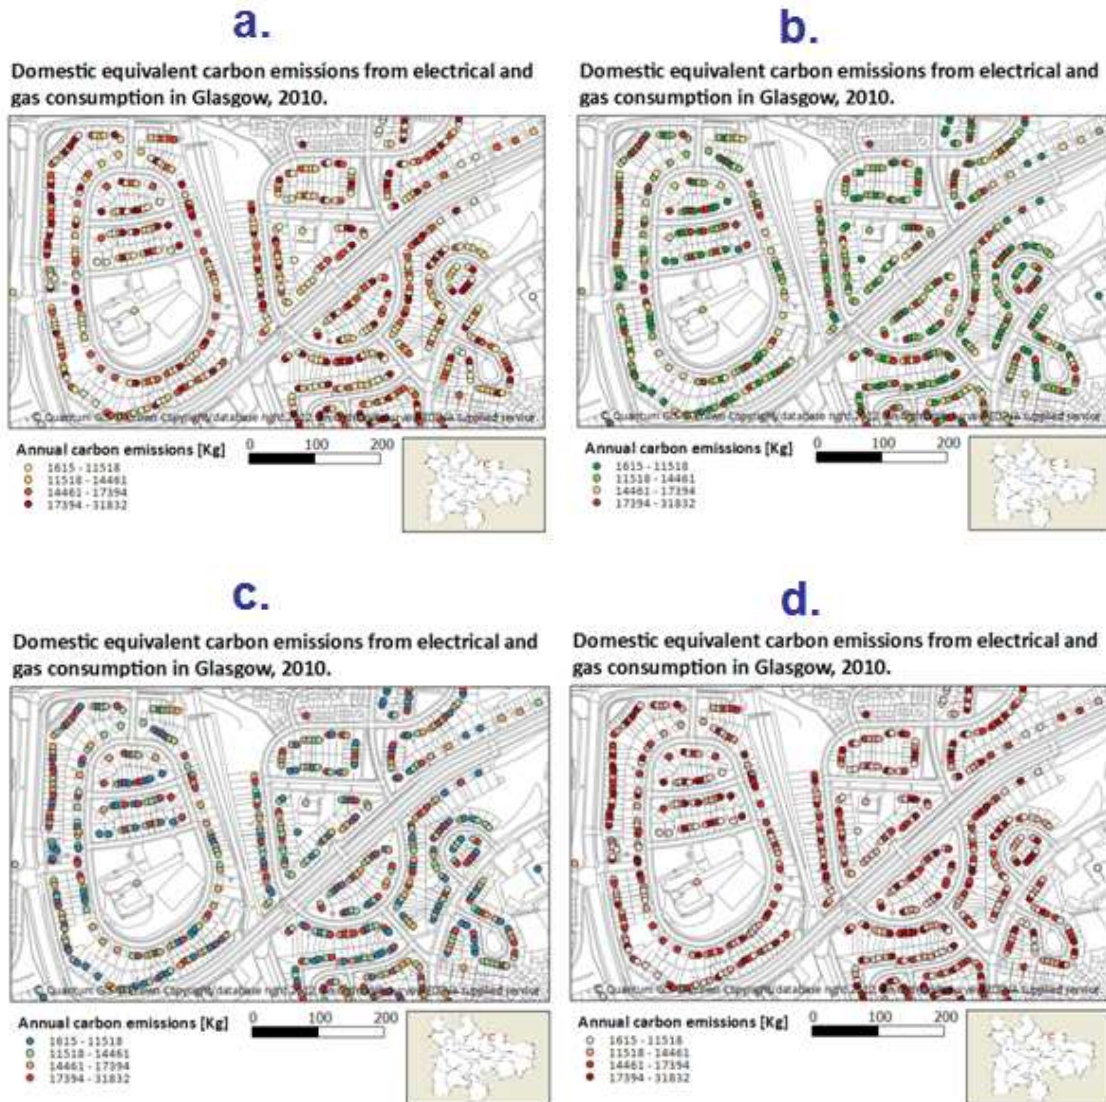 a.
Domestic equivalent carbon emissions from electrical and
gas consumption in Glasgow, 2010.
Annual carbon emissions [Kg]
1615 - 11518
11518 - 14461
14461 - 17394
17394 - 31832
0 100 200
b.
Domestic equivalent carbon emissions from electrical and
gas consumption in Glasgow, 2010.
Annual carbon emissions [Kg]
1615 - 11518
11518 - 14461
14461 - 17394
17394 - 31832
0 100 200
c.
Domestic equivalent carbon emissions from electrical and
gas consumption in Glasgow, 2010.
Annual carbon emissions [Kg]
1615 - 11518
11518 - 14461
14461 - 17394
17394 - 31832
0 100 200
d.
Domestic equivalent carbon emissions from electrical and
gas consumption in Glasgow, 2010.
Annual carbon emissions [Kg]
1615 - 11518
11518 - 14461
14461 - 17394
17394 - 31832
0 100 200